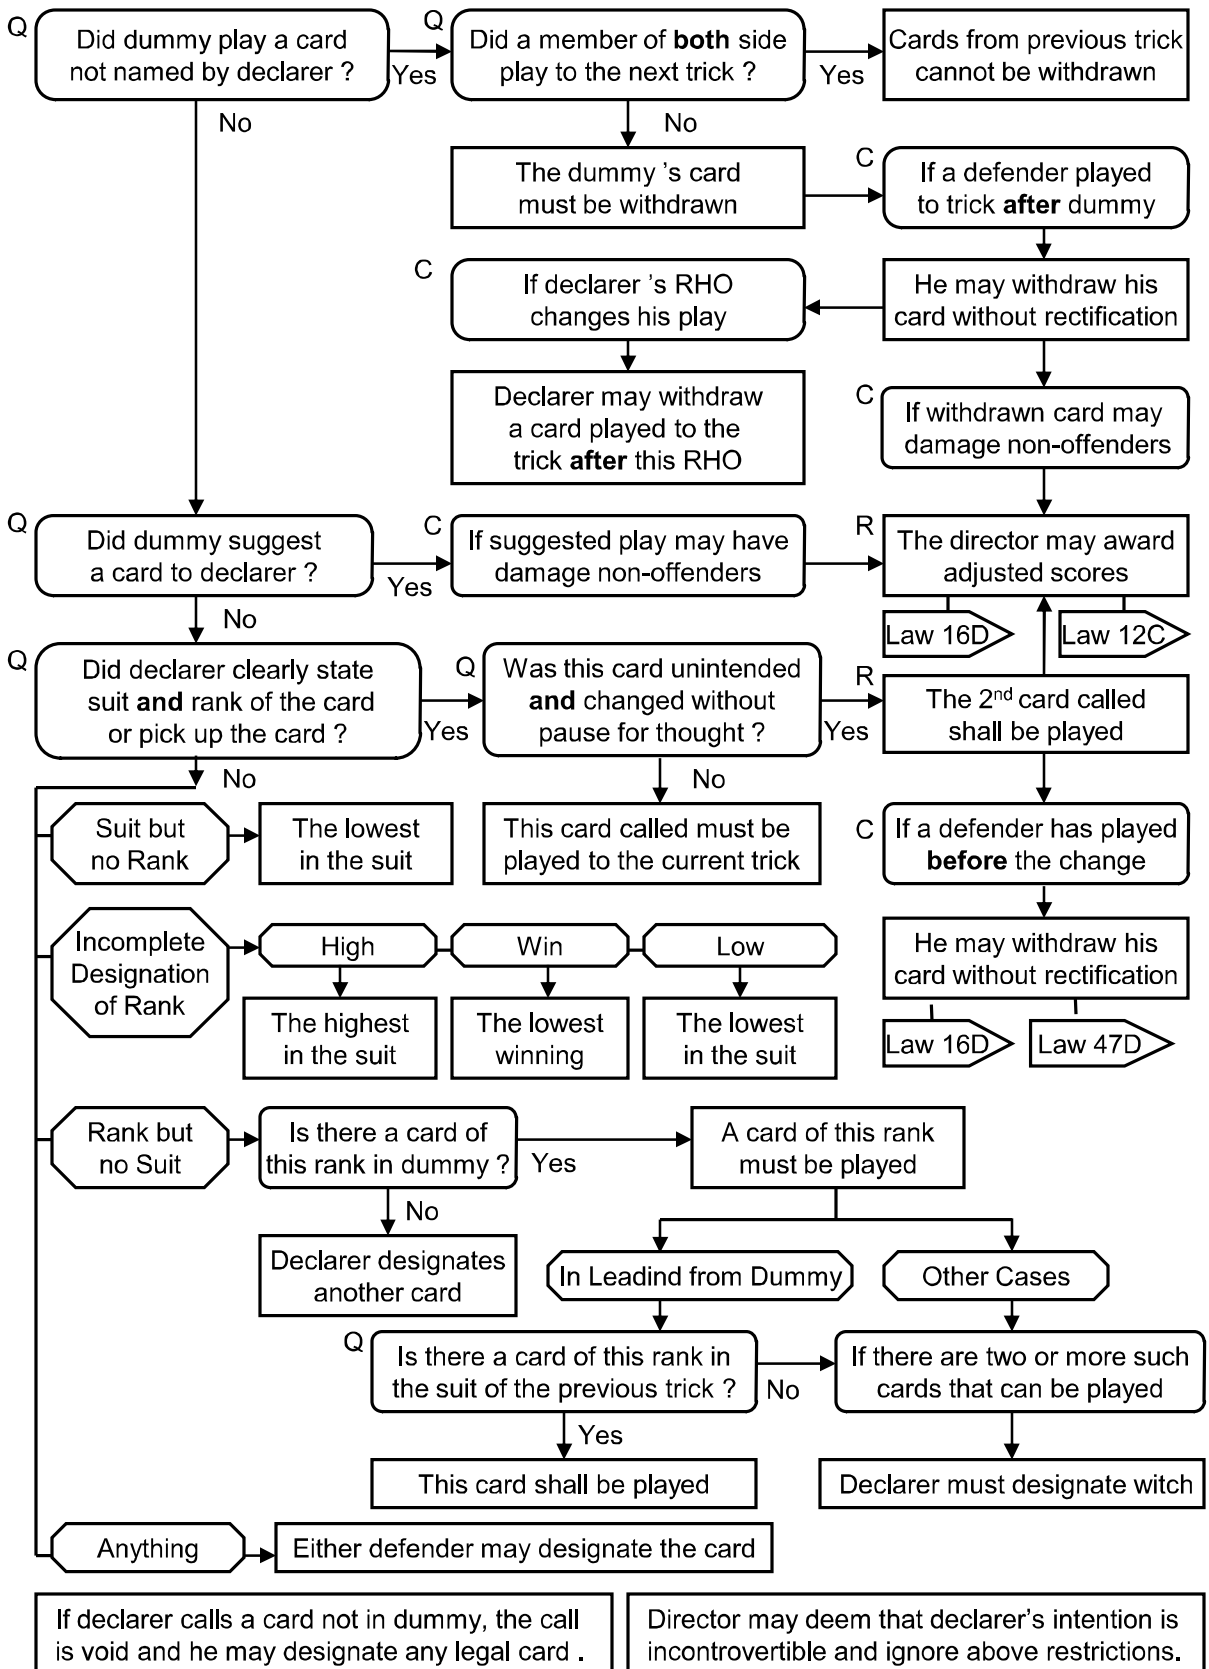 Q
Did dummy play a card
not named by declarer ?
Yes
No
Q
Did a member of both side
play to the next trick ?
Yes
No
Cards from previous trick
cannot be withdrawn
The dummy 's card
must be withdrawn
C
If a defender played
to trick after dummy
He may withdraw his
card without rectification
C
If declarer 's RHO
changes his play
Declarer may withdraw
a card played to the
trick after this RHO
C
If withdrawn card may
damage non-offenders
Q
Did dummy suggest
a card to declarer ?
Yes
No
C
If suggested play may have
damage non-offenders
R
The director may award
adjusted scores
Law 16D
Law 12C
Q
Did declarer clearly state
suit and rank of the card
or pick up the card ?
Yes
No
Q
Was this card unintended
and changed without
pause for thought ?
Yes
No
R
The 2nd card called
shall be played
Suit but
no Rank
The lowest
in the suit
This card called must be
played to the current trick
C
If a defender has played
before the change
He may withdraw his
card without rectification
Law 16D
Law 47D
Incomplete
Designation
of Rank
High
Win
Low
The highest
in the suit
The lowest
winning
The lowest
in the suit
Rank but
no Suit
Is there a card of
this rank in dummy ?
Yes
No
A card of this rank
must be played
Declarer designates
another card
In Leadind from Dummy
Other Cases
Q
Is there a card of this rank in
the suit of the previous trick ?
No
Yes
If there are two or more such
cards that can be played
This card shall be played
Declarer must designate witch
Anything
Either defender may designate the card
If declarer calls a card not in dummy, the call
is void and he may designate any legal card .
Director may deem that declarer's intention is
incontrovertible and ignore above restrictions.